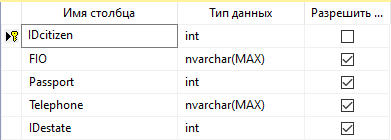 Имя столбца Тип данных Разрешить ...
IDcitizen int
FIO nvarchar(MAX)
Passport int
Telephone nvarchar(MAX)
IDestate int